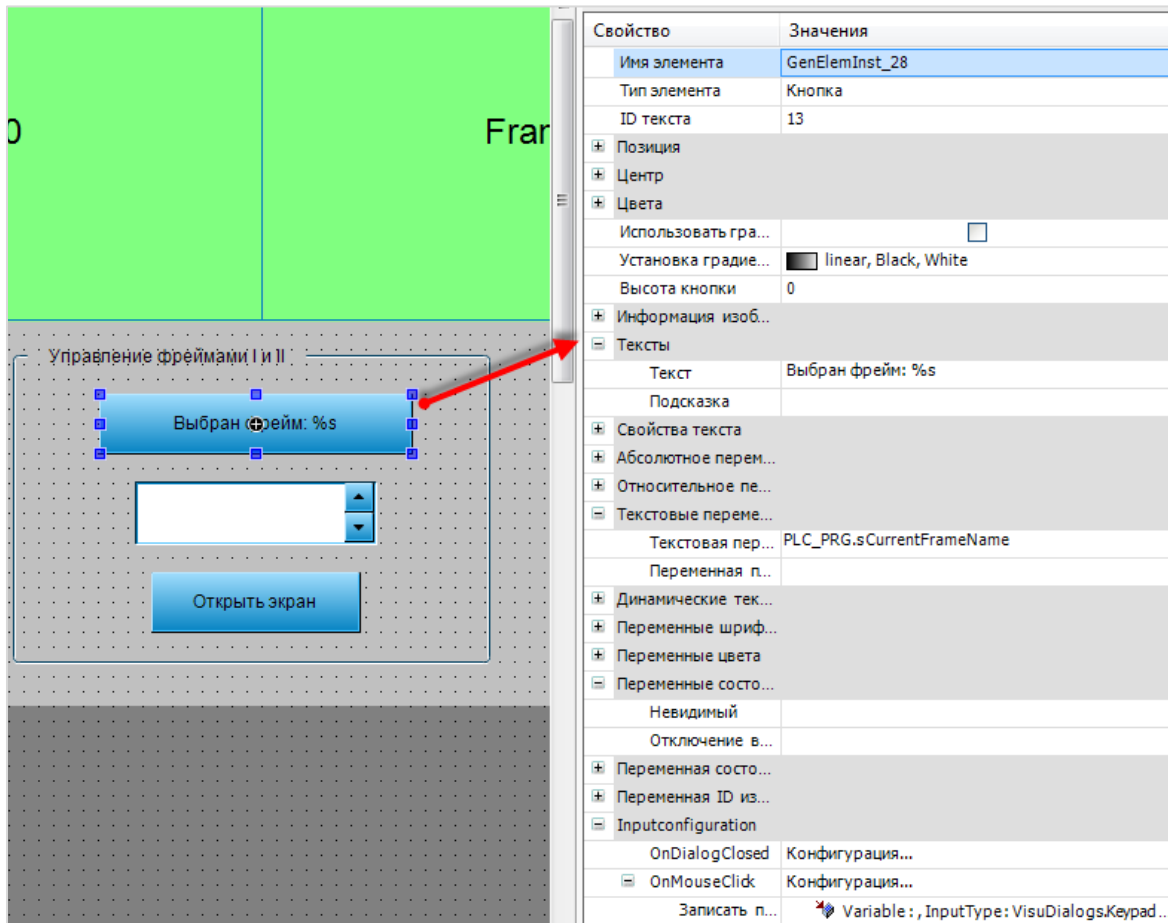 0
Fran
Управление фреймами I и II
Выбран фрейм: %s
Открыть экран
Свойство Значения
Имя элемента GenElemInst_28
Тип элемента Кнопка
ID текста 13
Позиция
Центр
Цвета
Использовать гра...
Установка градие... linear, Black, White
Высота кнопки 0
Информация изоб...
Тексты
Текст Выбран фрейм: %s
Подсказка
Свойства текста
Абсолютное перем...
Относительное пе...
Текстовые переме...
Текстовая пер... PLC_PRG.sCurrentFrameName
Переменная п...
Динамические тек...
Переменные шриф...
Переменные цвета
Переменные состо...
Невидимый
Отключение в...
Переменная состо...
Переменная ID из...
Inputconfiguration
OnDialogClosed Конфигурация...
OnMouseClick Конфигурация...
Записать п... Variable: , InputType: VisuDialogs.Keypad...